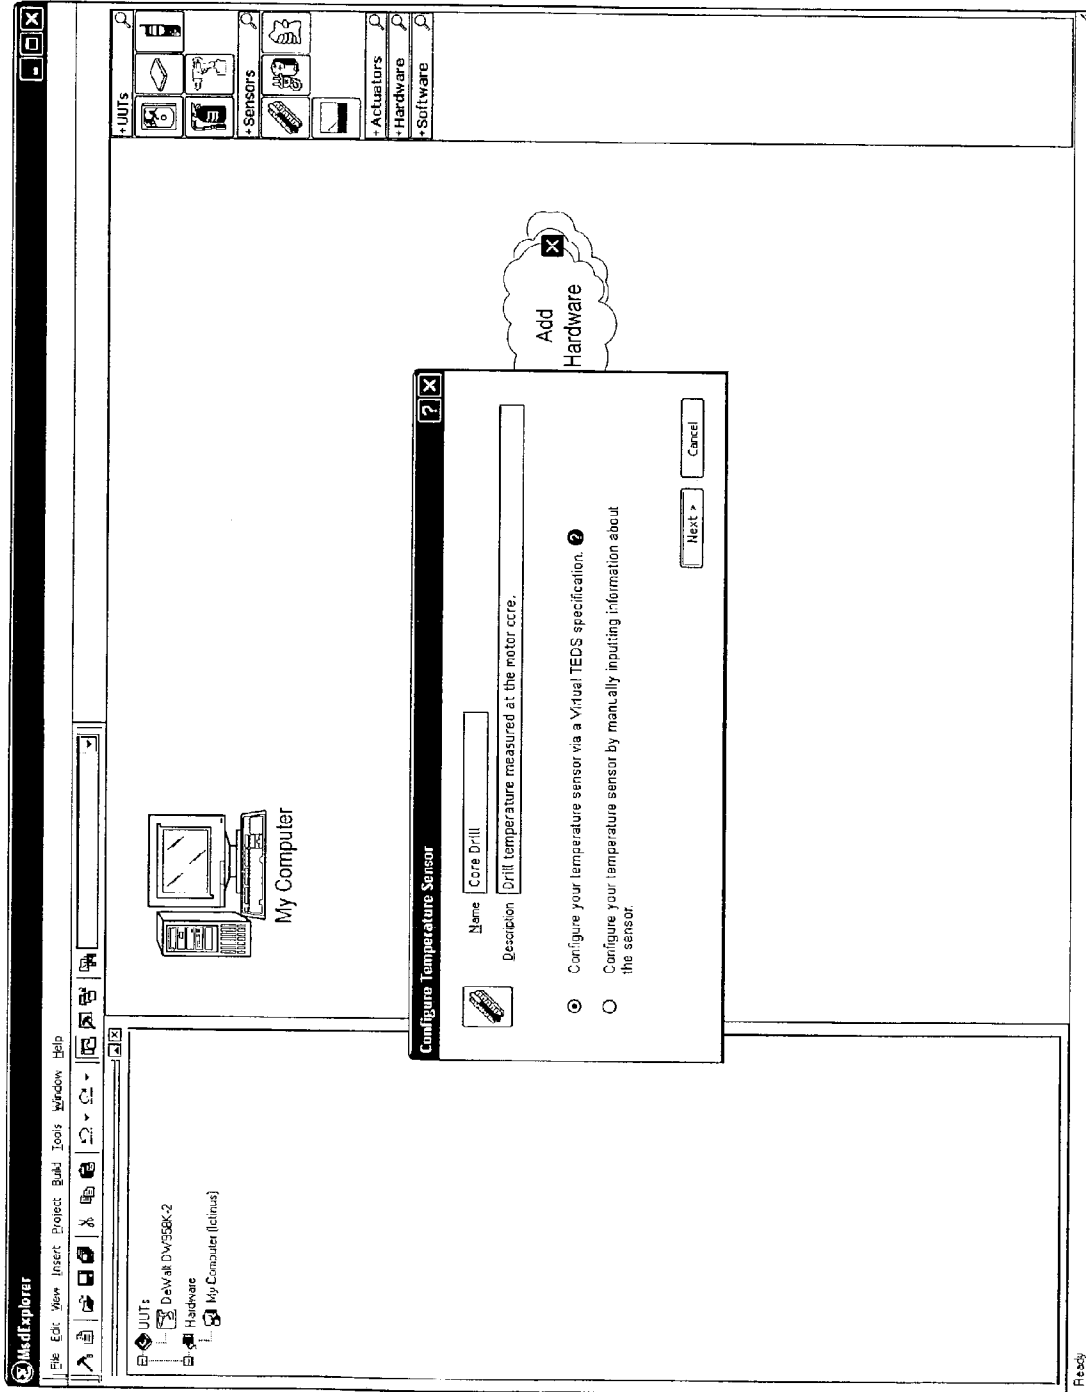 MsdExplorer
File Edit View Insert Project Build Tools Window Help
UUTs
DeWalt DW958K-2
Hardware
My Computer (Ictinus)
My Computer
Add
Hardware
+UUTs
+Sensors
+Actuators
+Hardware
+Software
Configure Temperature Sensor
? X
Name Core Drill
Description Drill temperature measured at the motor core.
Configure your temperature sensor via a Virtual TEDS specification. ?
Configure your temperature sensor by manually inputting information about
the sensor.
Next > Cancel
Ready